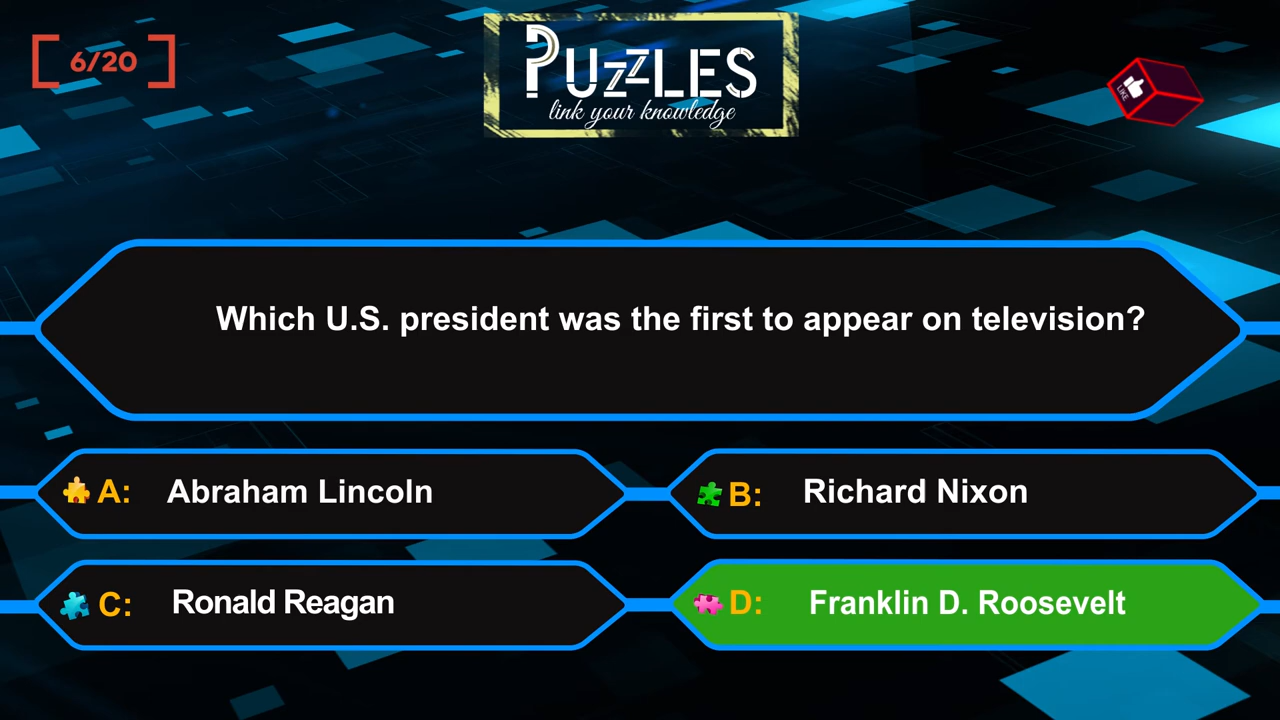 6/20
PUZZLES
link your knowledge
LIKE
Which U.S. president was the first to appear on television?
A: Abraham Lincoln
B: Richard Nixon
C: Ronald Reagan
D: Franklin D. Roosevelt